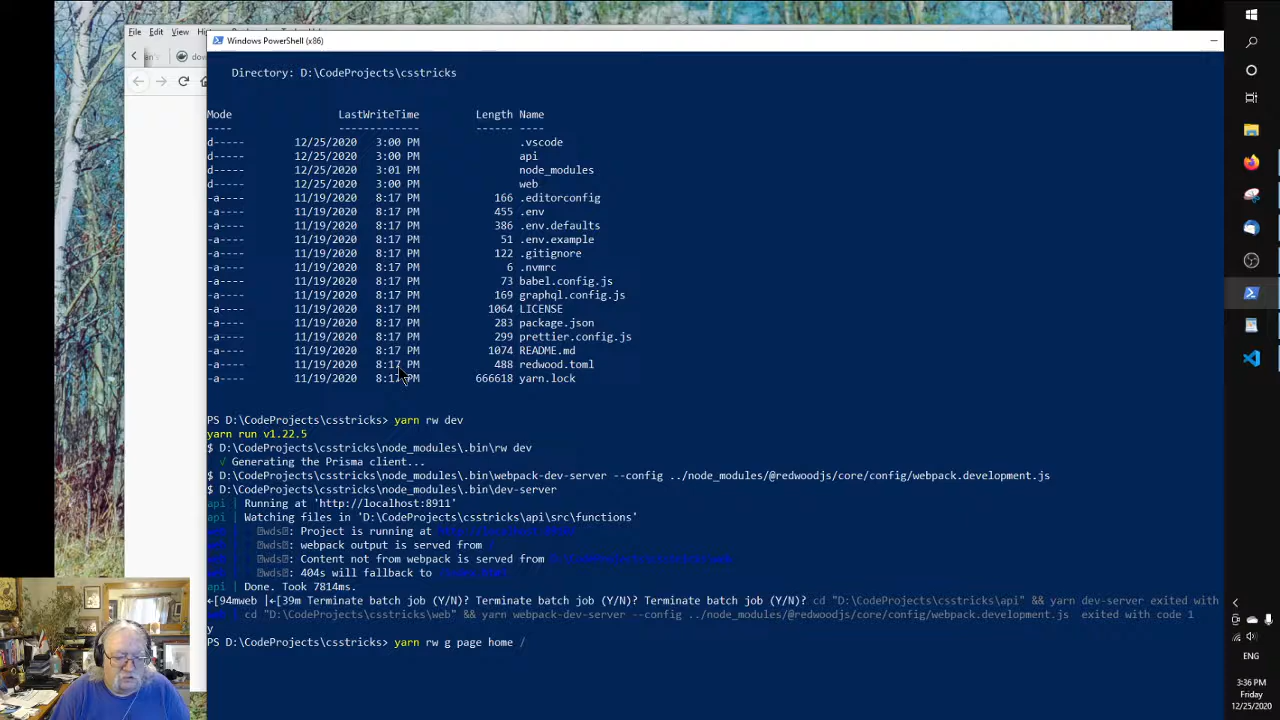 File Edit View His
Windows PowerShell (x86)
en't
dow
Directory: D:\CodeProjects\csstricks
Mode LastWriteTime Length Name
---- ------------- ------ ----
d----- 12/25/2020 3:00 PM .vscode
d----- 12/25/2020 3:00 PM api
d----- 12/25/2020 3:01 PM node_modules
d----- 12/25/2020 3:00 PM web
-a---- 11/19/2020 8:17 PM 166 .editorconfig
-a---- 11/19/2020 8:17 PM 455 .env
-a---- 11/19/2020 8:17 PM 386 .env.defaults
-a---- 11/19/2020 8:17 PM 51 .env.example
-a---- 11/19/2020 8:17 PM 122 .gitignore
-a---- 11/19/2020 8:17 PM 6 .nvmrc
-a---- 11/19/2020 8:17 PM 73 babel.config.js
-a---- 11/19/2020 8:17 PM 169 graphql.config.js
-a---- 11/19/2020 8:17 PM 1064 LICENSE
-a---- 11/19/2020 8:17 PM 283 package.json
-a---- 11/19/2020 8:17 PM 299 prettier.config.js
-a---- 11/19/2020 8:17 PM 1074 README.md
-a---- 11/19/2020 8:17 PM 488 redwood.toml
-a---- 11/19/2020 8:17 PM 666618 yarn.lock
PS D:\CodeProjects\csstricks> yarn rw dev
yarn run v1.22.5
$ D:\CodeProjects\csstricks\node_modules\.bin\rw dev
√ Generating the Prisma client...
$ D:\CodeProjects\csstricks\node_modules\.bin\webpack-dev-server --config ../node_modules/@redwoodjs/core/config/webpack.development.js
$ D:\CodeProjects\csstricks\node_modules\.bin\dev-server
api | Running at 'http://localhost:8911'
api | Watching files in 'D:\CodeProjects\csstricks\api\src\functions'
web | wds: Project is running at
web | wds: webpack output is served from /
web | wds: Content not from webpack is served from
web | wds: 404s will fallback to
api | Done. Took 7814ms.
←[94mweb |←[39m Terminate batch job (Y/N)? Terminate batch job (Y/N)? Terminate batch job (Y/N)? cd "D:\CodeProjects\csstricks\api" && yarn dev-server exited with
web | cd "D:\CodeProjects\csstricks\web" && yarn webpack-dev-server --config ../node_modules/@redwoodjs/core/config/webpack.development.js exited with code 1
y
PS D:\CodeProjects\csstricks> yarn rw g page home /
ENG
3:36 PM
Friday
12/25/2020